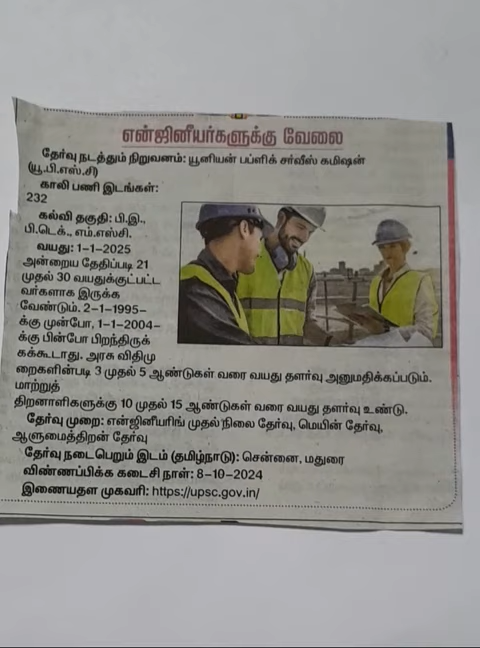 என்ஜினீயர்களுக்கு வேலை
தேர்வு நடத்தும் நிறுவனம்: யூனியன் பப்ளிக் சர்வீஸ் கமிஷன்
(யூ.பி.எஸ்.சி)
காலி பணி இடங்கள்:
232
கல்வி தகுதி: பி.இ.,
பி.டெக்., எம்.எஸ்சி.
வயது: 1-1-2025
அன்றைய தேதிப்படி 21
முதல் 30 வயதுக்குட்பட்ட
வர்களாக இருக்க
வேண்டும். 2-1-1995-
க்கு முன்போ, 1-1-2004-
க்கு பின்போ பிறந்திருக்
கக்கூடாது. அரசு விதிமு
றைகளின்படி 3 முதல் 5 ஆண்டுகள் வரை வயது தளர்வு அனுமதிக்கப்படும்.
மாற்றுத்
திறனாளிகளுக்கு 10 முதல் 15 ஆண்டுகள் வரை வயது தளர்வு உண்டு.
தேர்வு முறை: என்ஜினீயரிங் முதல்நிலை தேர்வு, மெயின் தேர்வு,
ஆளுமைத்திறன் தேர்வு
தேர்வு நடைபெறும் இடம் (தமிழ்நாடு): சென்னை, மதுரை
விண்ணப்பிக்க கடைசி நாள்: 8-10-2024
இணையதள முகவரி: https://upsc.gov.in/